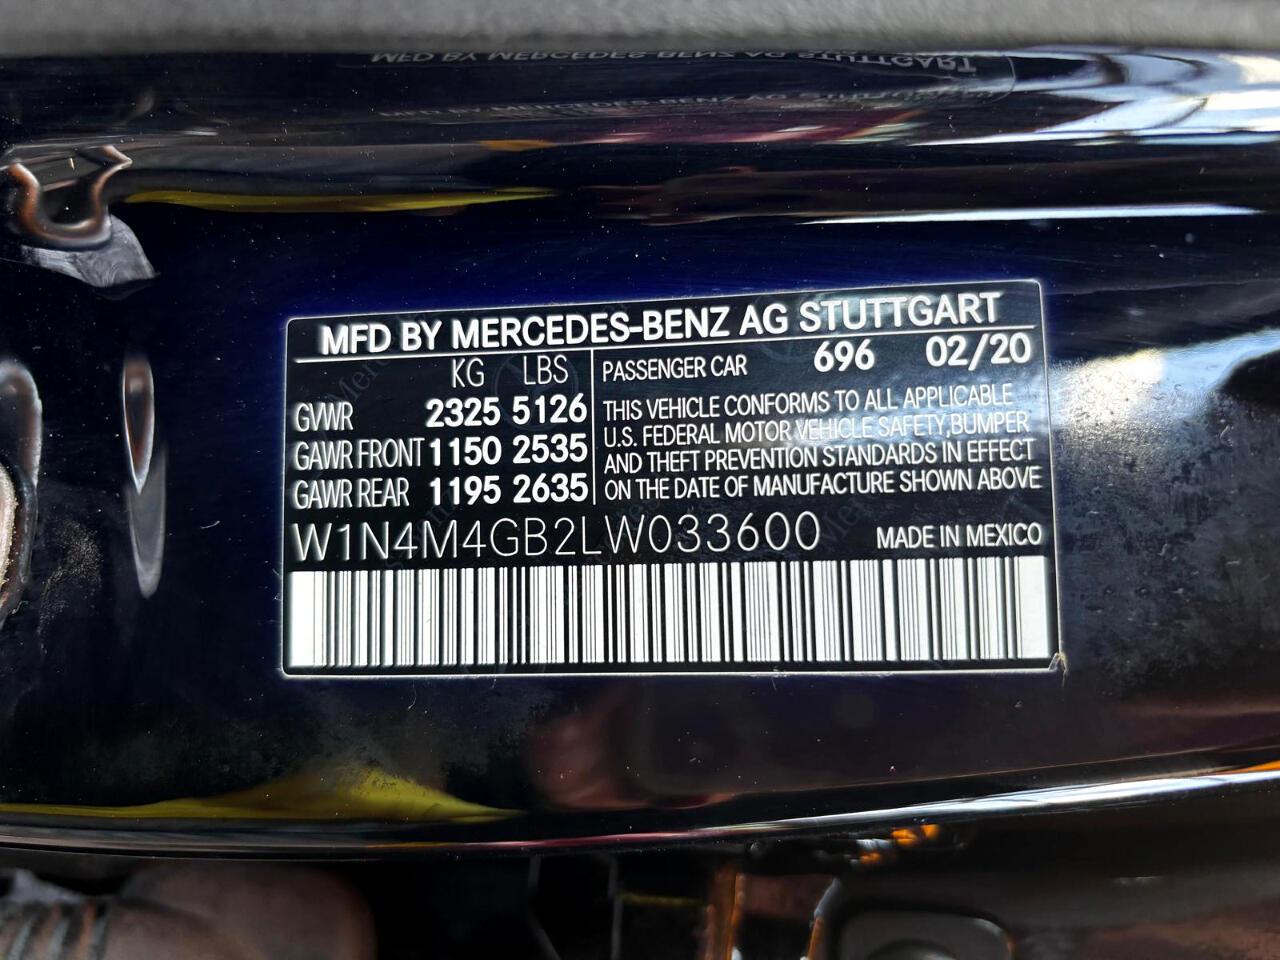 MFD BY MERCEDES-BENZ AG STUTTGART
KG LBS
GVWR 2325 5126
GAWR FRONT 1150 2535
GAWR REAR 1195 2635
PASSENGER CAR 696 02/20
THIS VEHICLE CONFORMS TO ALL APPLICABLE
U.S. FEDERAL MOTOR VEHICLE SAFETY,BUMPER
AND THEFT PREVENTION STANDARDS IN EFFECT
ON THE DATE OF MANUFACTURE SHOWN ABOVE
W1N4M4GB2LW033600 MADE IN MEXICO